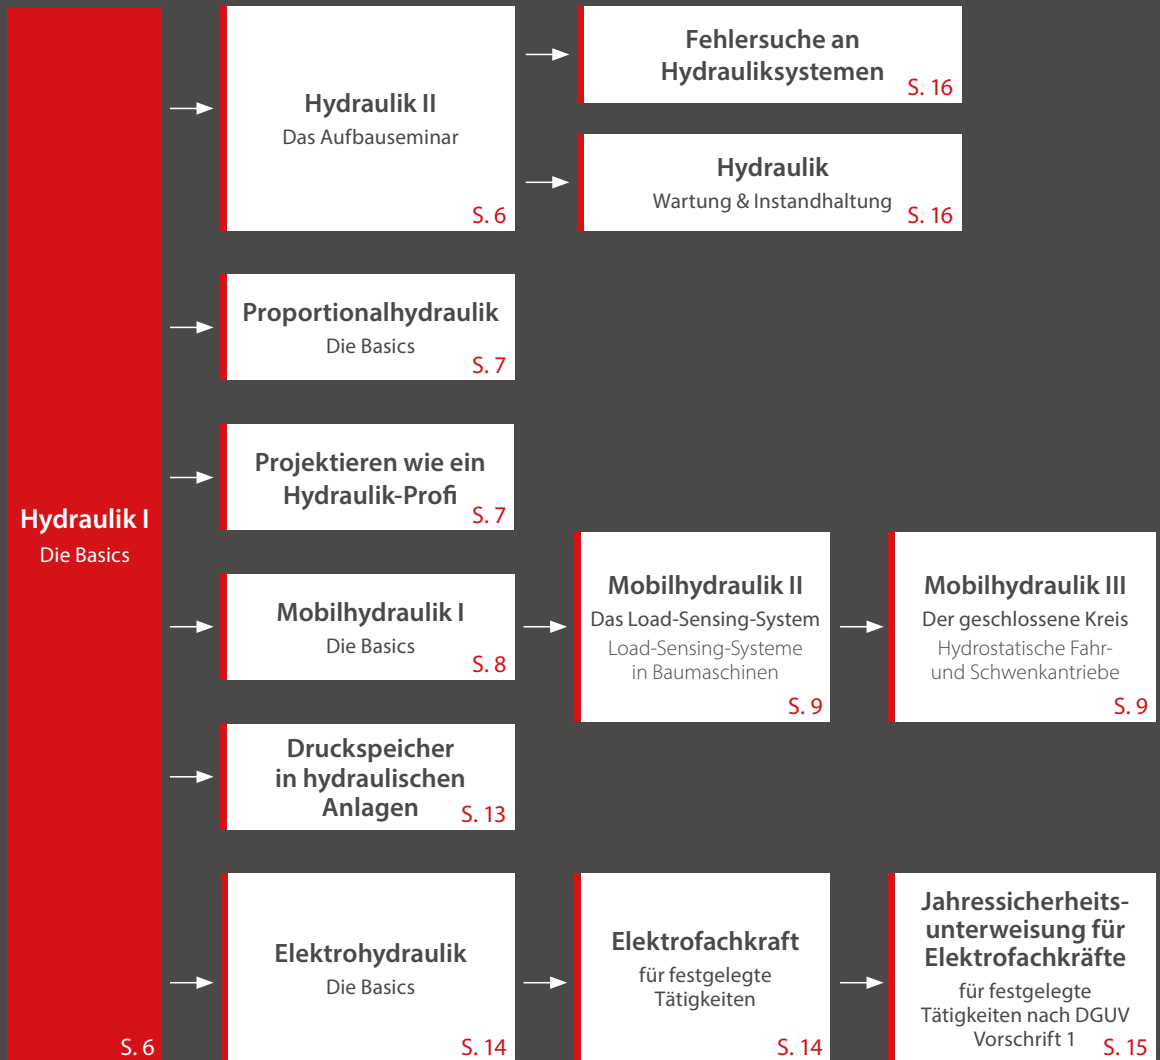 Hydraulik I
Die Basics
S. 6
Hydraulik II
Das Aufbauseminar
S. 6
Fehlersuche an
Hydrauliksystemen
S. 16
Hydraulik
Wartung & Instandhaltung
S. 16
Proportionalhydraulik
Die Basics
S. 7
Projektieren wie ein
Hydraulik-Profi
S. 7
Mobilhydraulik I
Die Basics
S. 8
Mobilhydraulik II
Das Load-Sensing-System
Load-Sensing-Systeme
in Baumaschinen
S. 9
Mobilhydraulik III
Der geschlossene Kreis
Hydrostatische Fahr-
und Schwenkantriebe
S. 9
Druckspeicher
in hydraulischen
Anlagen
S. 13
Elektrohydraulik
Die Basics
S. 14
Elektrofachkraft
für festgelegte
Tätigkeiten
S. 14
Jahressicherheits-
unterweisung für
Elektrofachkräfte
für festgelegte
Tätigkeiten nach DGUV
Vorschrift 1
S. 15